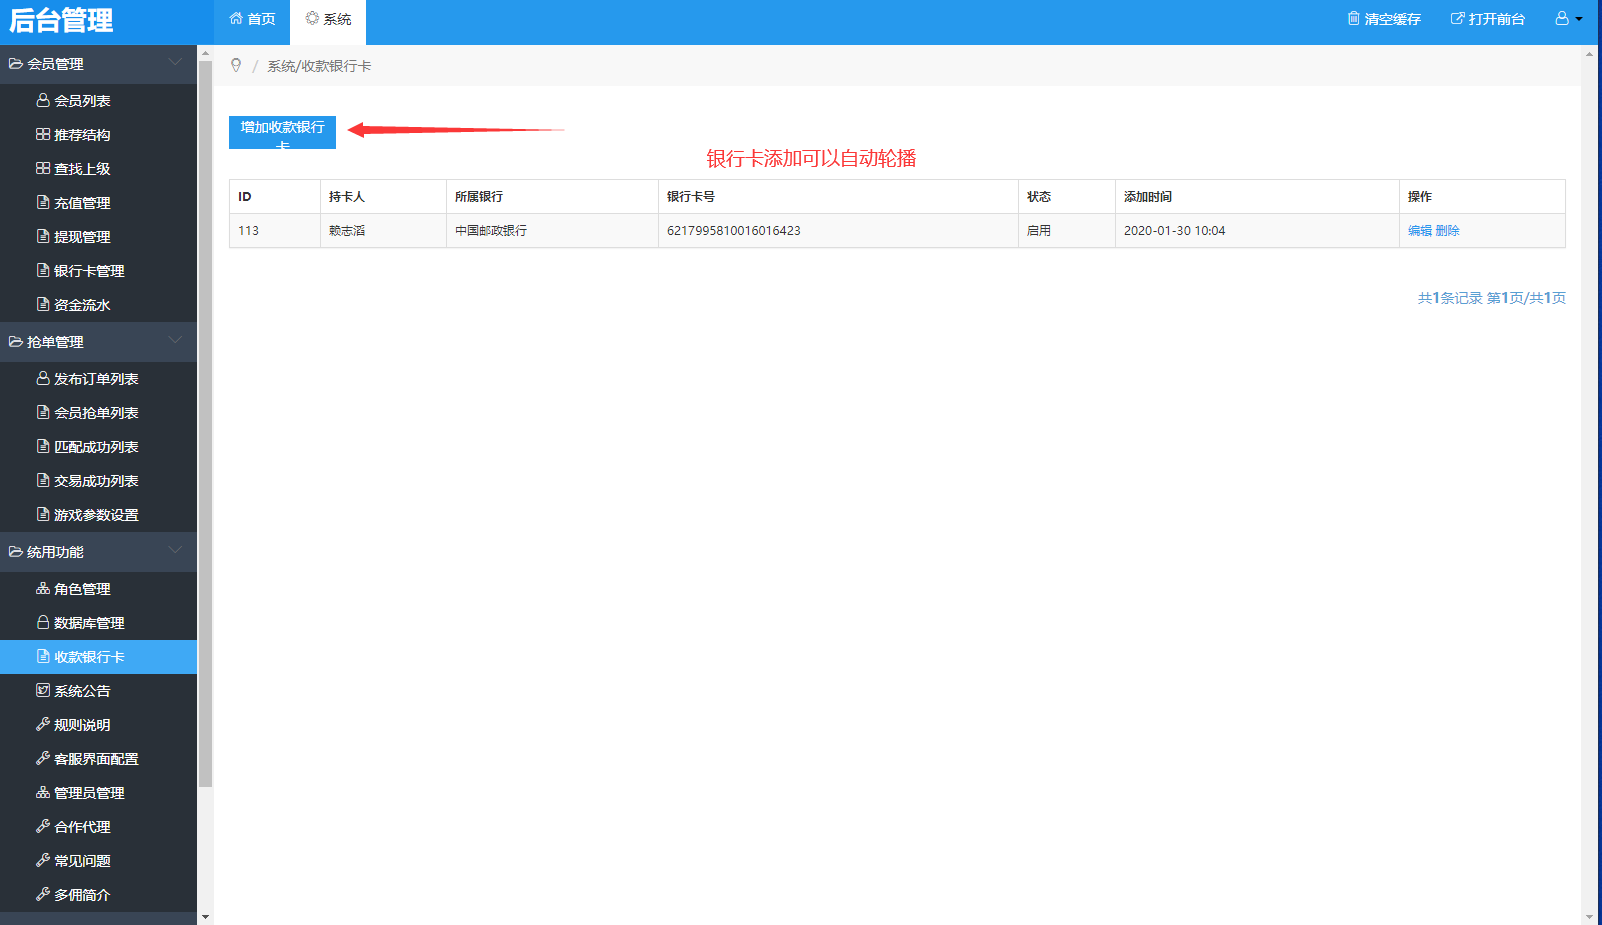 后台管理
首页
系统
清空缓存
打开前台
会员管理
会员列表
推荐结构
查找上级
充值管理
提现管理
银行卡管理
资金流水
抢单管理
发布订单列表
会员抢单列表
匹配成功列表
交易成功列表
游戏参数设置
统用功能
角色管理
数据库管理
收款银行卡
系统公告
规则说明
客服界面配置
管理员管理
合作代理
常见问题
多佣简介
/ 系统/收款银行卡
增加收款银行
卡
银行卡添加可以自动轮播
ID 持卡人 所属银行 银行卡号 状态 添加时间 操作
113 赖志滔 中国邮政银行 6217995810016016423 启用 2020-01-30 10:04 编辑 删除
共1条记录 第1页/共1页